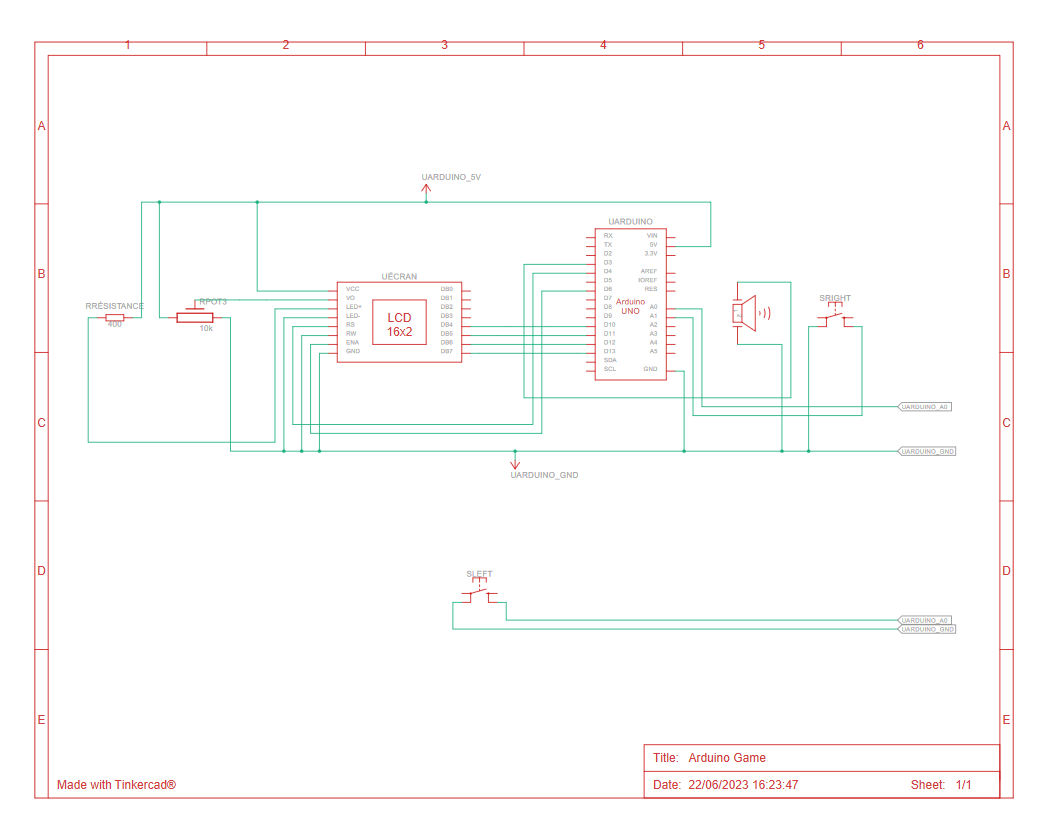 1 2 3 4 5 6
A A
UARDUINO_5V
B B
UARDUINO
RX VIN
TX 5V
D2 3.3V
D3
D4 AREF
D5 IOREF
D6 RES
D7
D8 A0
D9 A1
D10 A2
D11 A3
D12 A4
D13 A5
SDA
SCL GND
Arduino
UNO
UÉCRAN
VCC DB0
VO DB1
LED+ DB2
LED- DB3
RS DB4
RW DB5
ENA DB6
GND DB7
LCD
16x2
RRÉSISTANCE
400
RPOT3
10k
SRIGHT
C C
UARDUINO_A0
UARDUINO_GND
UARDUINO_GND
D D
SLEFT
UARDUINO_A0
UARDUINO_GND
E E
Title: Arduino Game
Made with Tinkercad®
Date: 22/06/2023 16:23:47 Sheet: 1/1